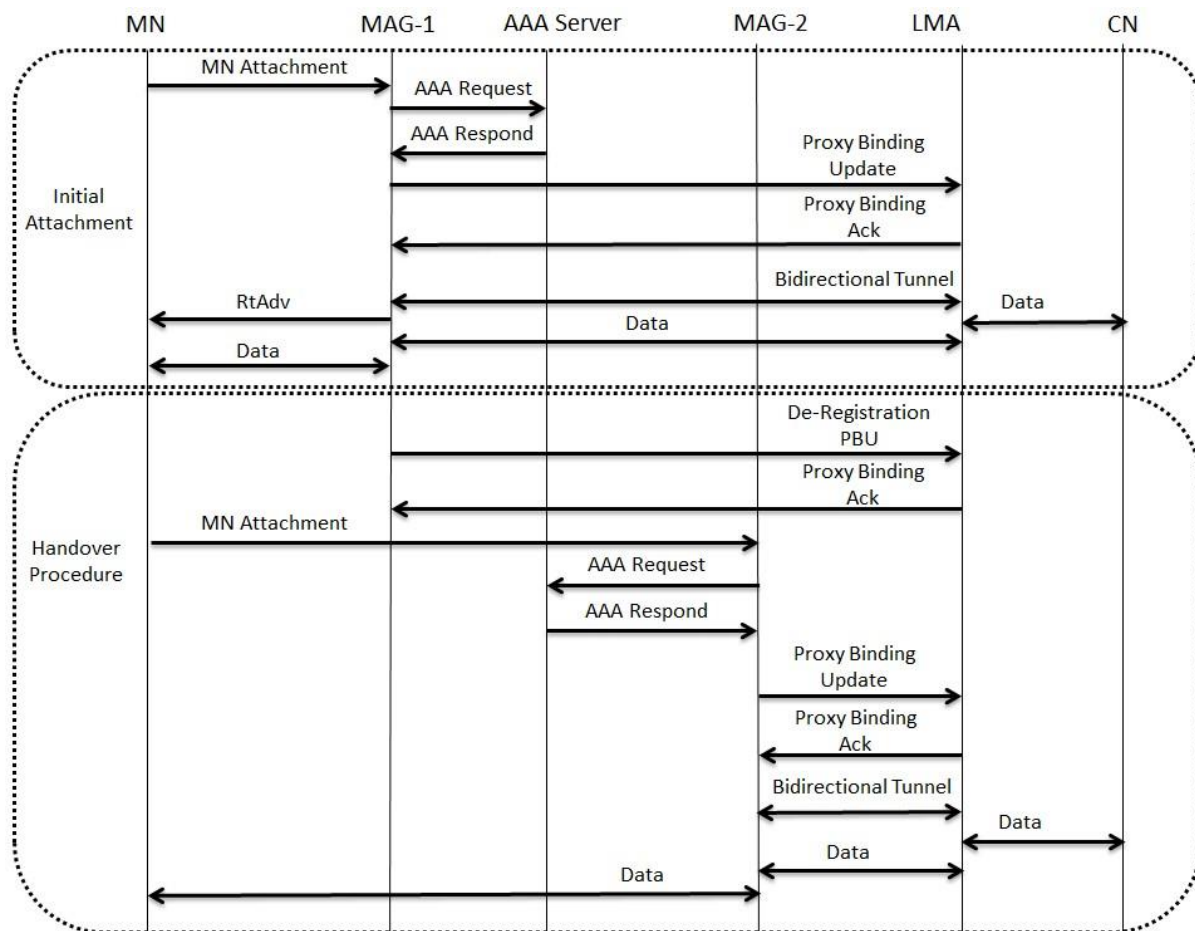 MN MAG-1 AAA Server MAG-2 LMA CN
MN Attachment
AAA Request
AAA Respond
Proxy Binding
Update
Initial
Attachment
Proxy Binding
Ack
Bidirectional Tunnel
RtAdv
Data
Data
Data
De-Registration
PBU
Proxy Binding
Ack
MN Attachment
Handover
Procedure
AAA Request
AAA Respond
Proxy Binding
Update
Proxy Binding
Ack
Bidirectional Tunnel
Data
Data
Data